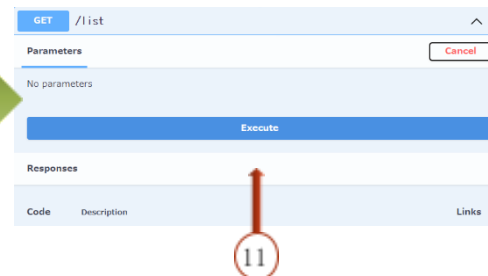 GET /list
Parameters Cancel
No parameters
Execute
Responses
Code Description Links
11